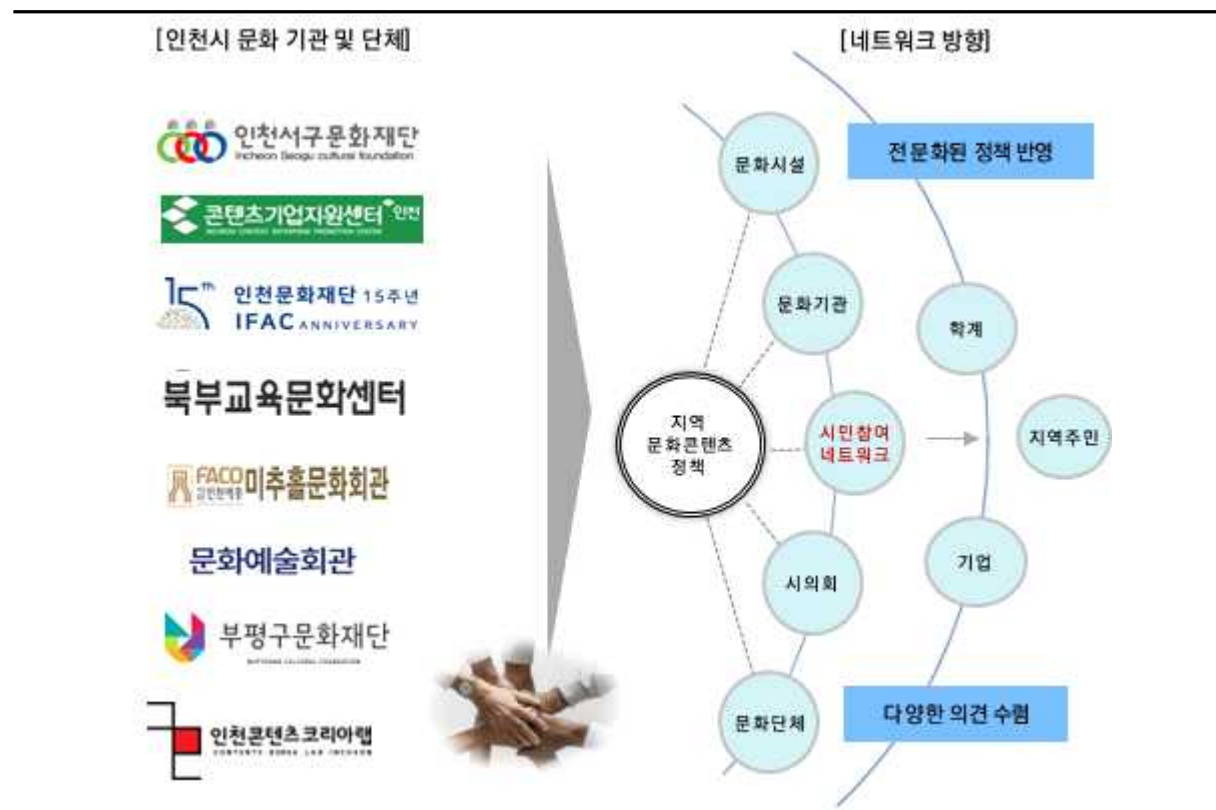 [인천시 문화 기관 및 단체]
인천서구문화재단
Incheon Seogu cultural foundation
콘텐츠기업지원센터 인천
15th
인천문화재단 15주년
IFAC ANNIVERSARY
북부교육문화센터
FACO
미추홀문화회관
문화예술회관
부평구문화재단
인천콘텐츠코리아랩
CONTENTS KOREA LAB INCHEON
[네트워크 방향]
전문화된 정책 반영
문화시설
문화기관
학계
지역
문화콘텐츠
정책
시민참여
네트워크
지역주민
시의회
기업
문화단체
다양한 의견 수렴